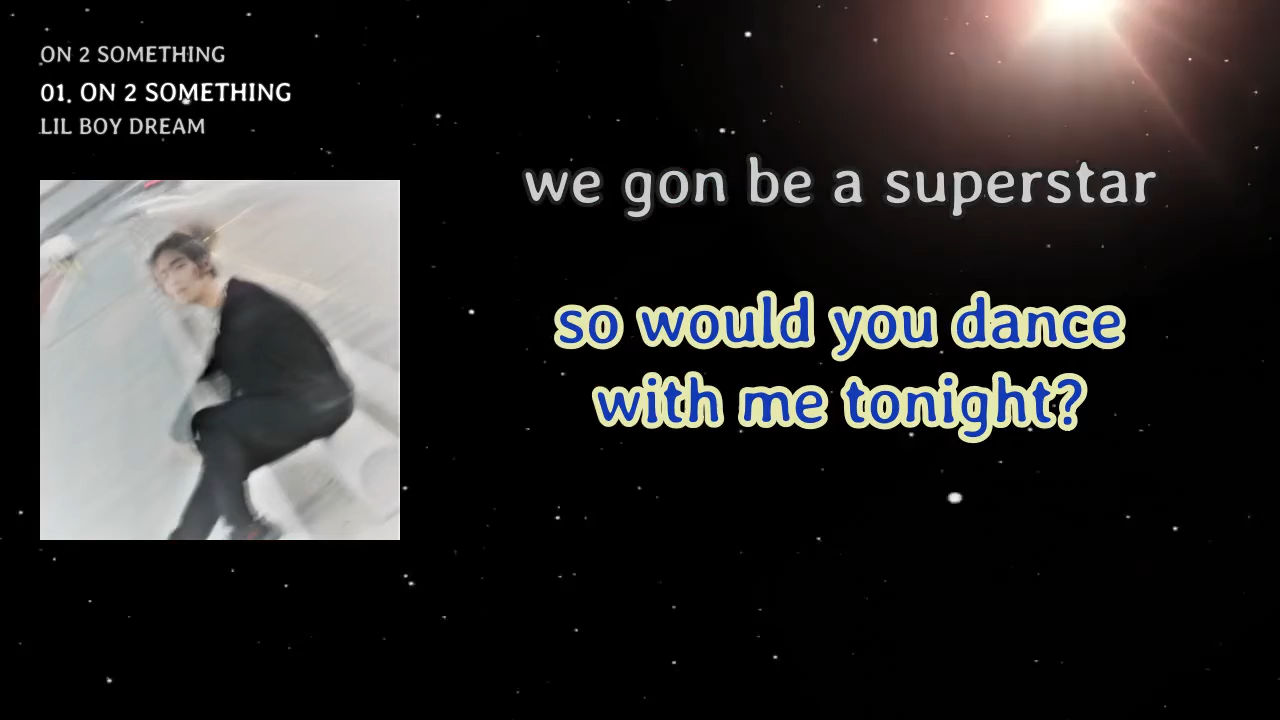 ON 2 SOMETHING
01. ON 2 SOMETHING
LIL BOY DREAM
we gon be a superstar
so would you dance
with me tonight?